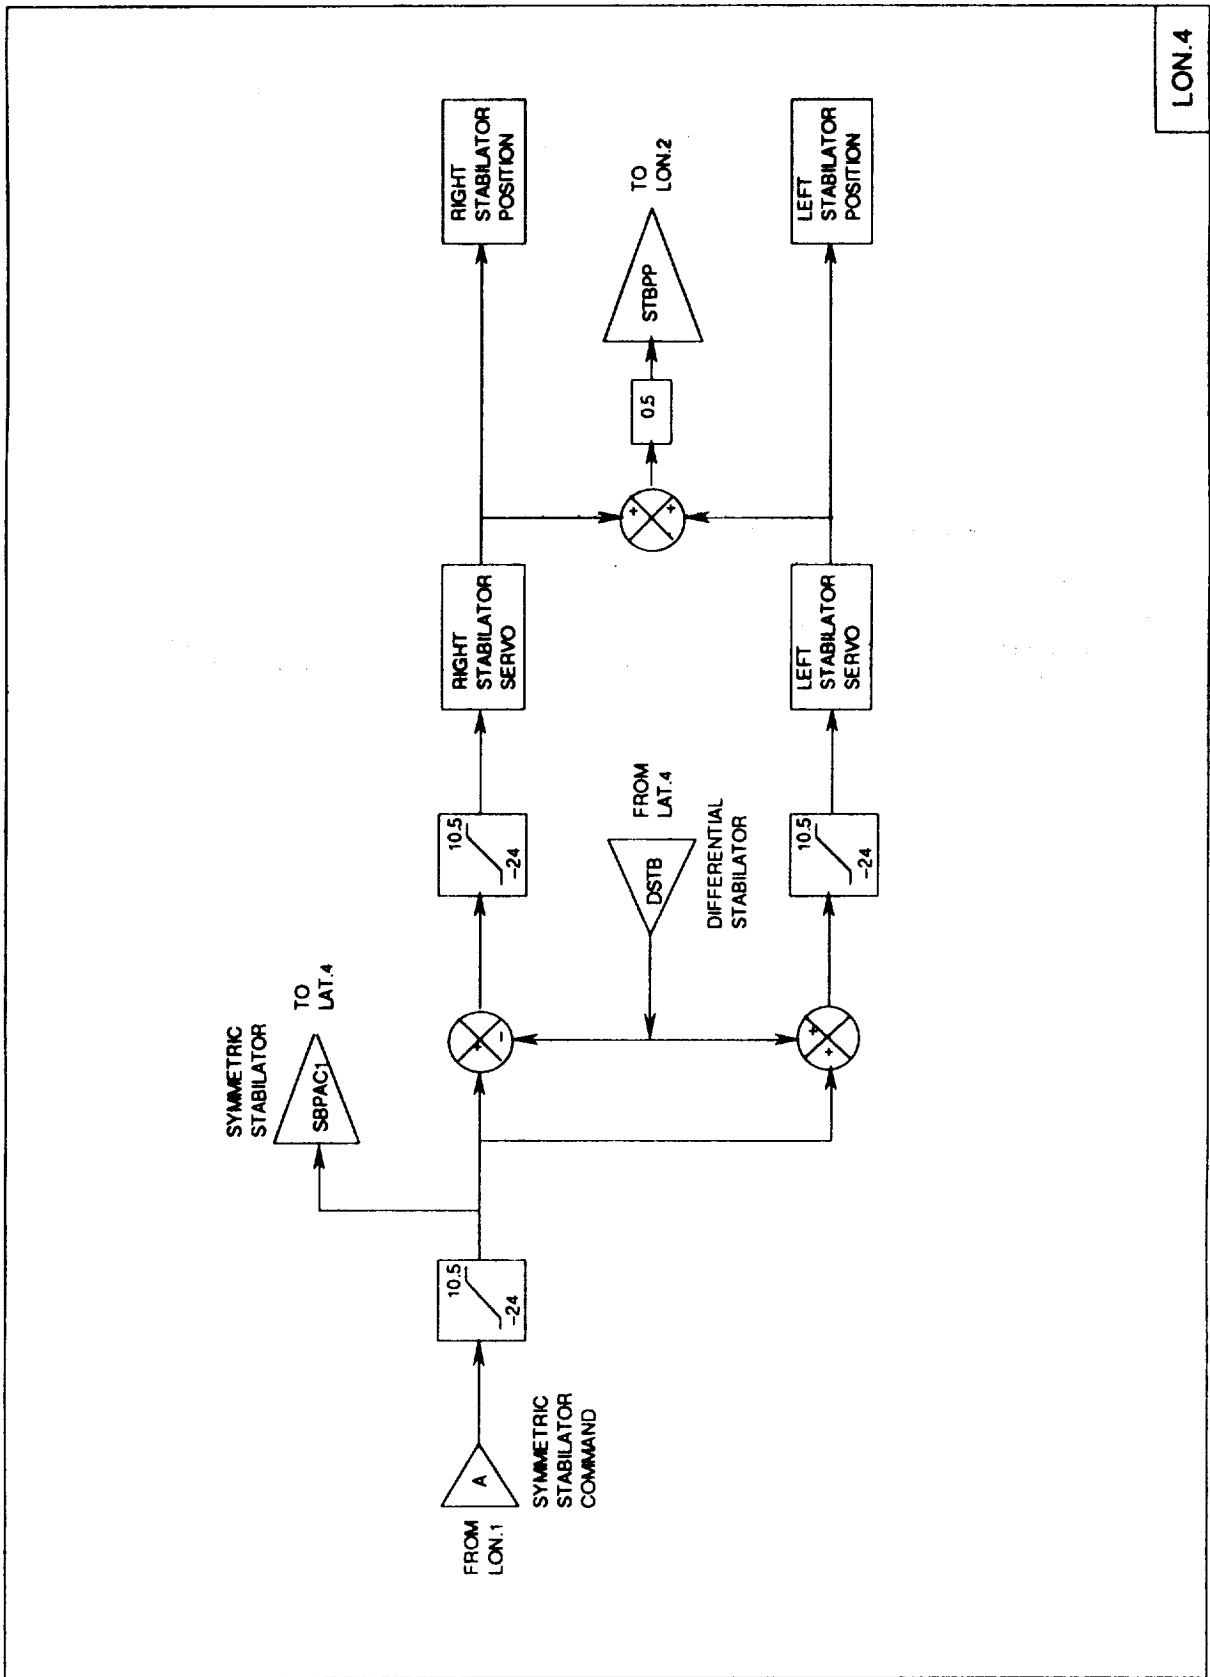 FROM
LON.1
A
SYMMETRIC
STABILATOR
COMMAND
10.5
-24
SYMMETRIC
STABILATOR
SBPAC1
TO
LAT.4
+
-
+
+
DSTB
FROM
LAT.4
DIFFERENTIAL
STABILATOR
10.5
-24
10.5
-24
RIGHT
STABILATOR
SERVO
LEFT
STABILATOR
SERVO
+
+
0.5
STBPP
TO
LON.2
RIGHT
STABILATOR
POSITION
LEFT
STABILATOR
POSITION
LON.4